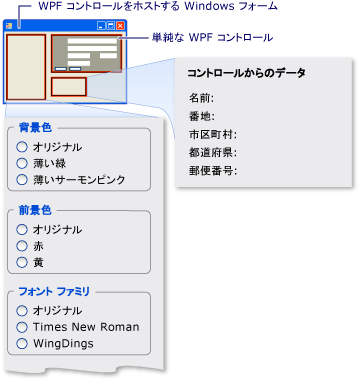 WPF コントロールをホストする Windows フォーム
単純な WPF コントロール
コントロールからのデータ
名前:
番地:
市区町村:
都道府県:
郵便番号:
背景色
オリジナル
薄い緑
薄いサーモンピンク
前景色
オリジナル
赤
黄
フォント ファミリ
オリジナル
Times New Roman
WingDings